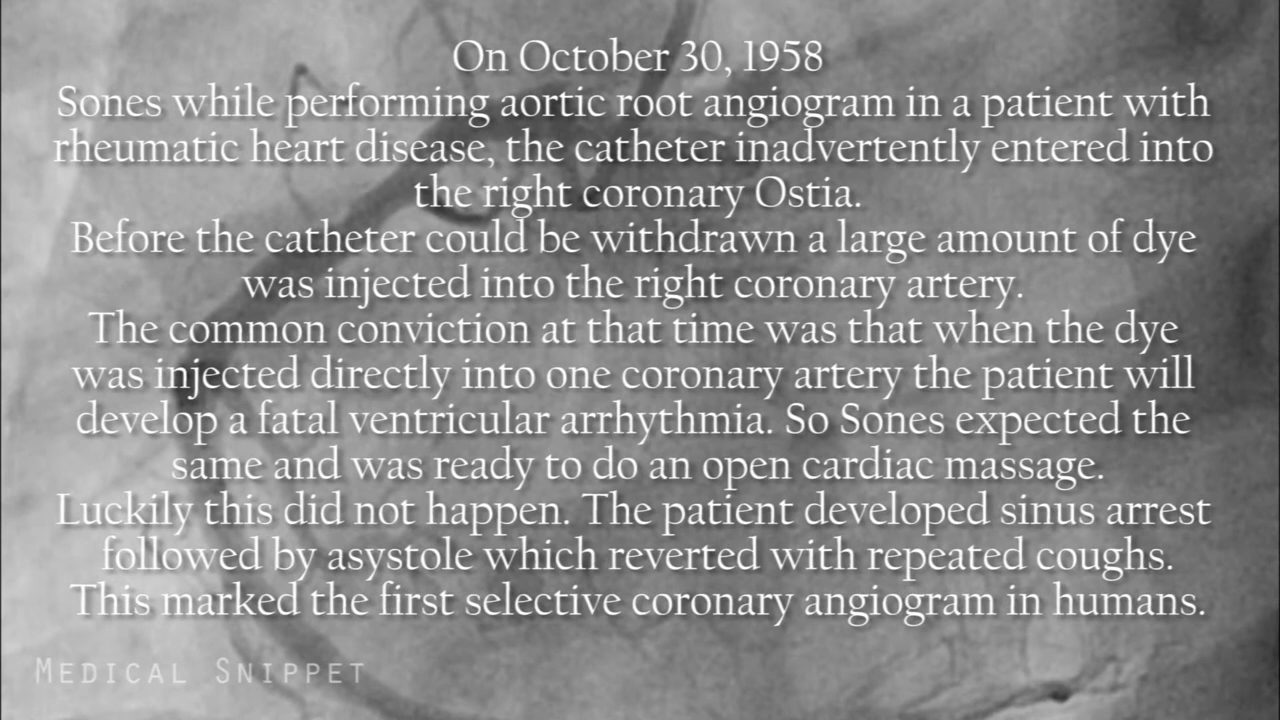 On October 30, 1958
Sones while performing aortic root angiogram in a patient with
rheumatic heart disease, the catheter inadvertently entered into
the right coronary Ostia.
Before the catheter could be withdrawn a large amount of dye
was injected into the right coronary artery.
The common conviction at that time was that when the dye
was injected directly into one coronary artery the patient will
develop a fatal ventricular arrhythmia. So Sones expected the
same and was ready to do an open cardiac massage.
Luckily this did not happen. The patient developed sinus arrest
followed by asystole which reverted with repeated coughs.
This marked the first selective coronary angiogram in humans.
MEDICAL SNIPPET